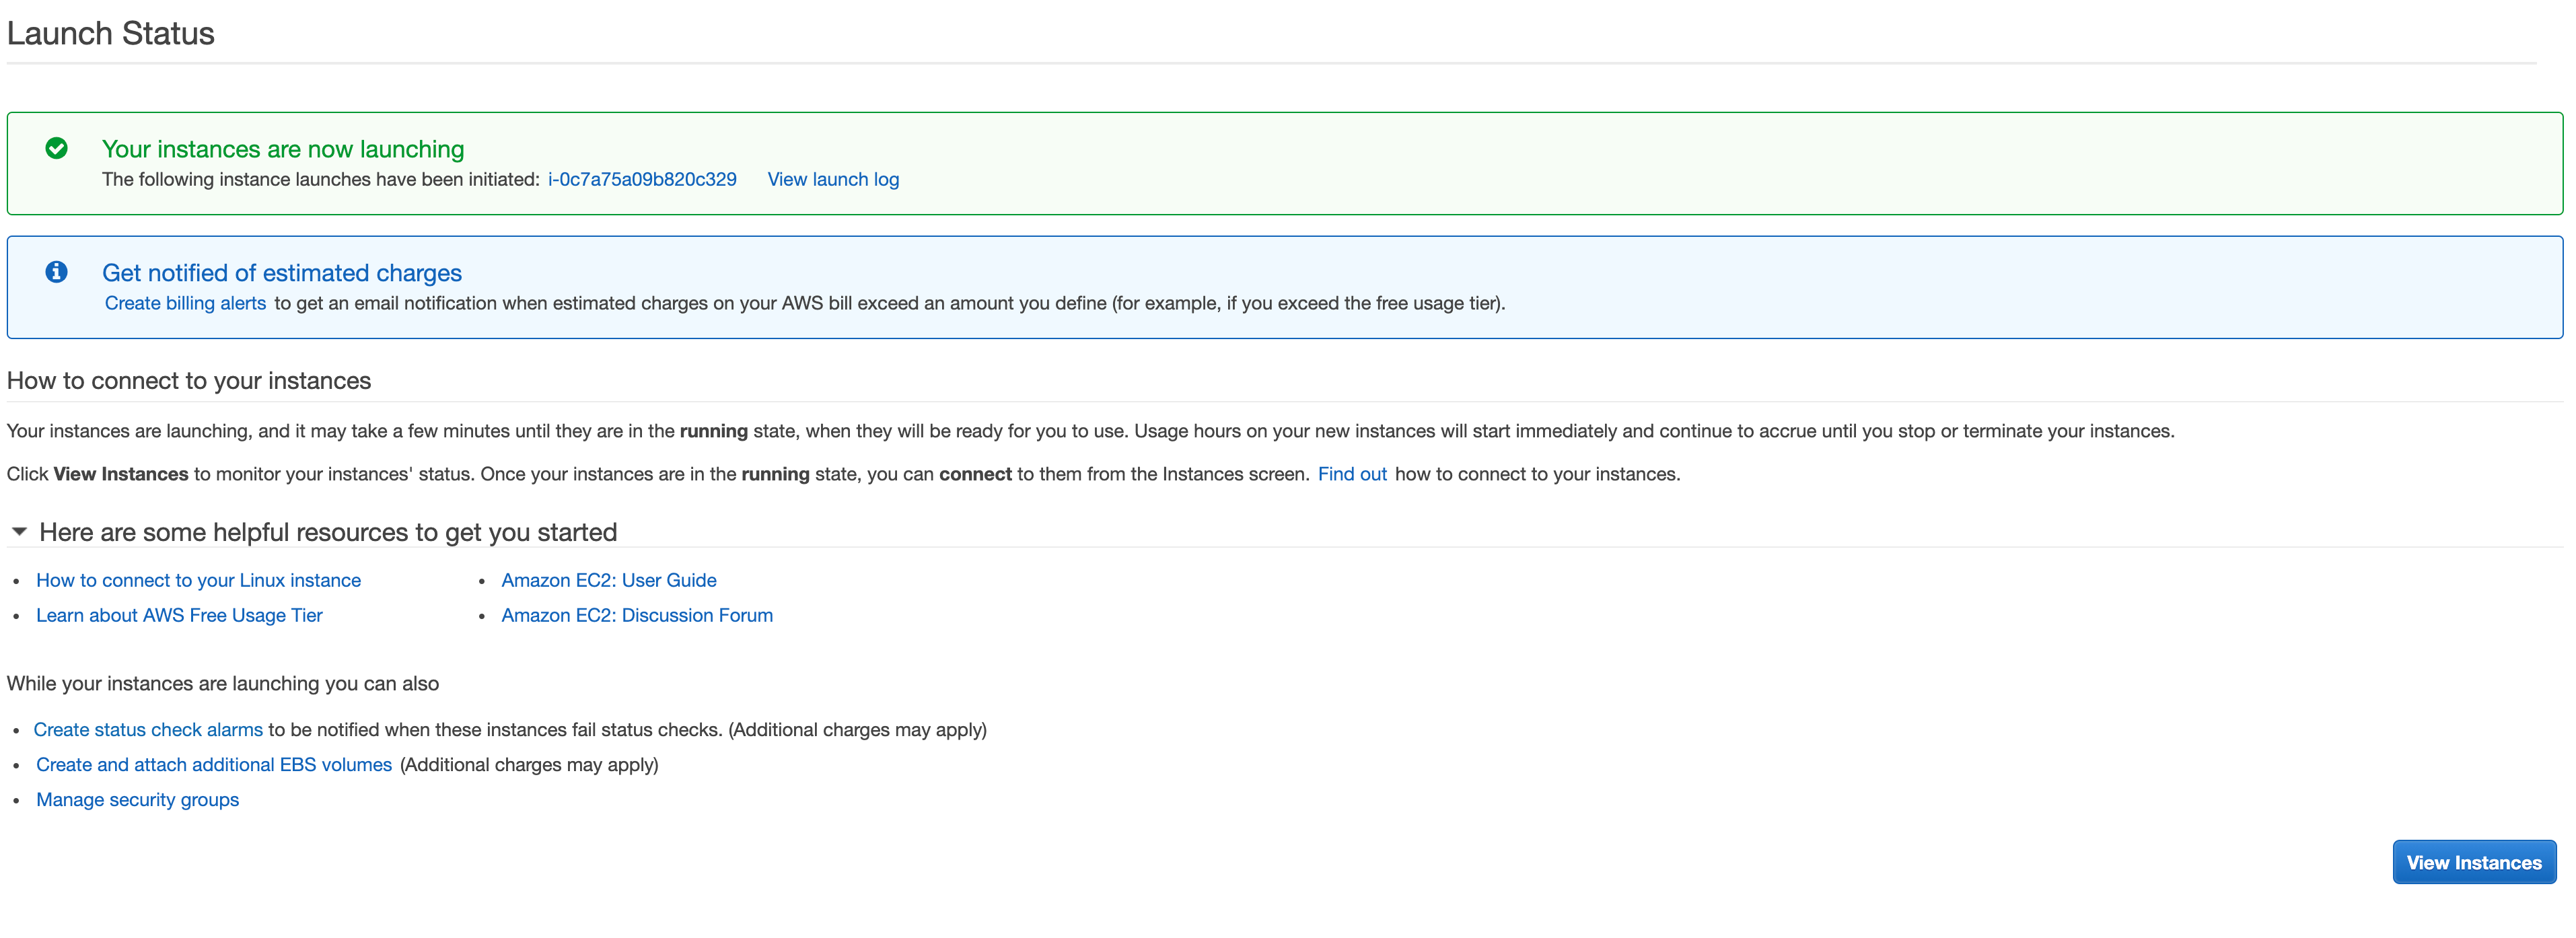 Launch Status
Your instances are now launching
The following instance launches have been initiated: i-0c7a75a09b820c329 View launch log
Get notified of estimated charges
Create billing alerts to get an email notification when estimated charges on your AWS bill exceed an amount you define (for example, if you exceed the free usage tier).
How to connect to your instances
Your instances are launching, and it may take a few minutes until they are in the running state, when they will be ready for you to use. Usage hours on your new instances will start immediately and continue to accrue until you stop or terminate your instances.
Click View Instances to monitor your instances' status. Once your instances are in the running state, you can connect to them from the Instances screen. Find out how to connect to your instances.
Here are some helpful resources to get you started
• How to connect to your Linux instance
• Learn about AWS Free Usage Tier
• Amazon EC2: User Guide
• Amazon EC2: Discussion Forum
While your instances are launching you can also
• Create status check alarms to be notified when these instances fail status checks. (Additional charges may apply)
• Create and attach additional EBS volumes (Additional charges may apply)
• Manage security groups
View Instances